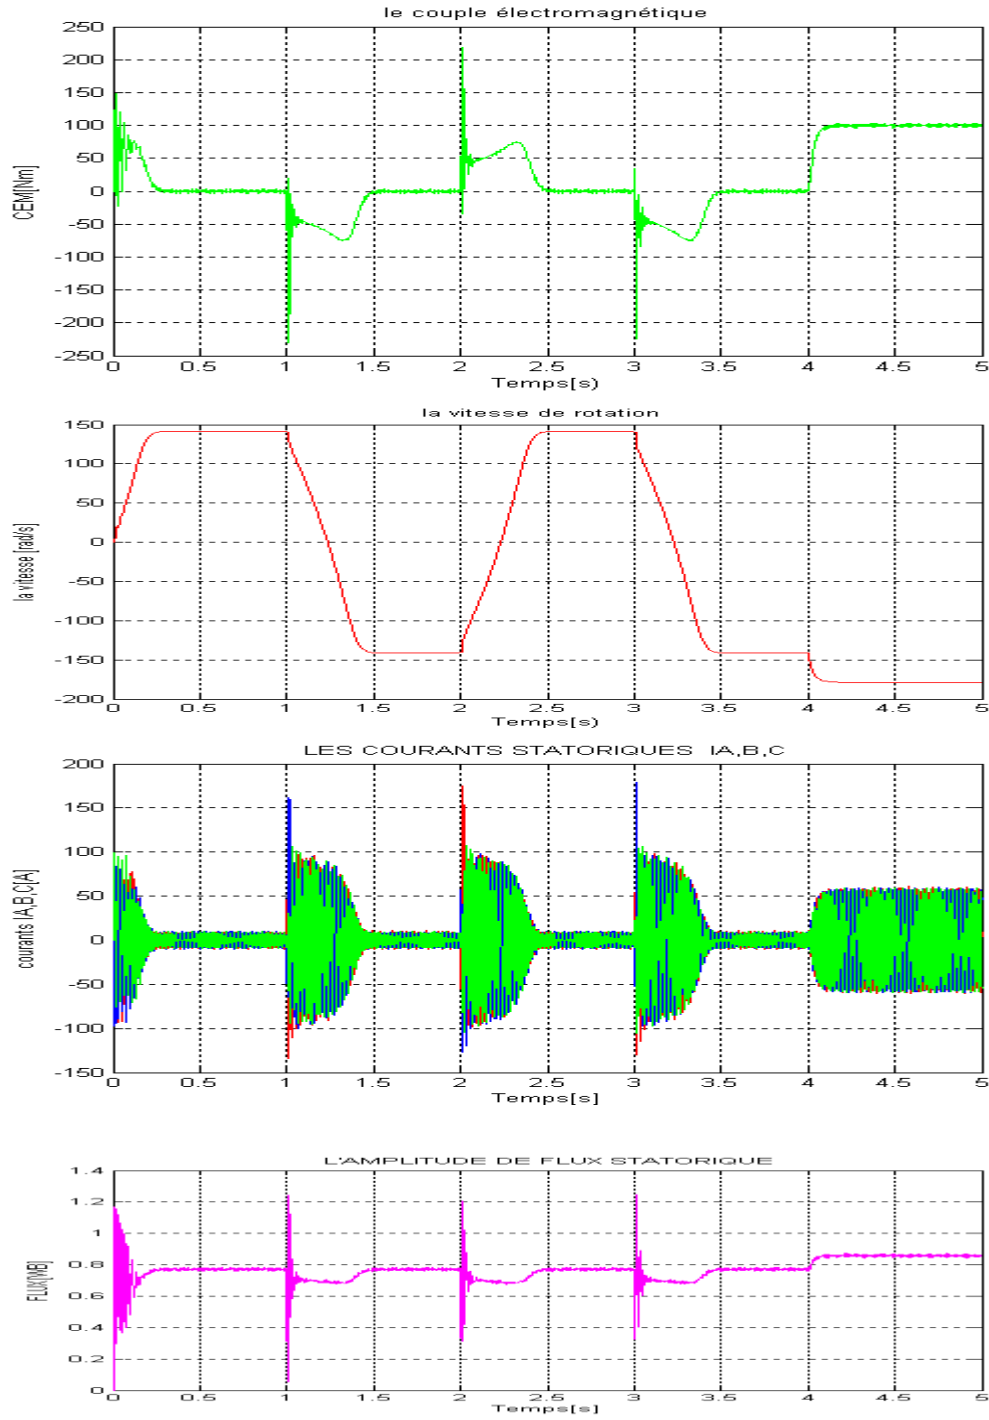 le couple électromagnétique
250
200
150
100
50
0
-50
-100
-150
-200
-250
CEM[Nm]
0 0.5 1 1.5 2 2.5 3 3.5 4 4.5 5
Temps[s)
la vitesse de rotation
150
100
50
0
-50
-100
-150
-200
la vitesse [rad/s]
0 0.5 1 1.5 2 2.5 3 3.5 4 4.5 5
Temps[s)
LES COURANTS STATORIQUES IA,B,C
200
150
100
50
0
-50
-100
-150
courants IA,B,C[A]
0 0.5 1 1.5 2 2.5 3 3.5 4 4.5 5
Temps[s]
L'AMPLITUDE DE FLUX STATORIQUE
1.4
1.2
1
0.8
0.6
0.4
0.2
0
FLUX[WB]
0 0.5 1 1.5 2 2.5 3 3.5 4 4.5 5
Temps[s]